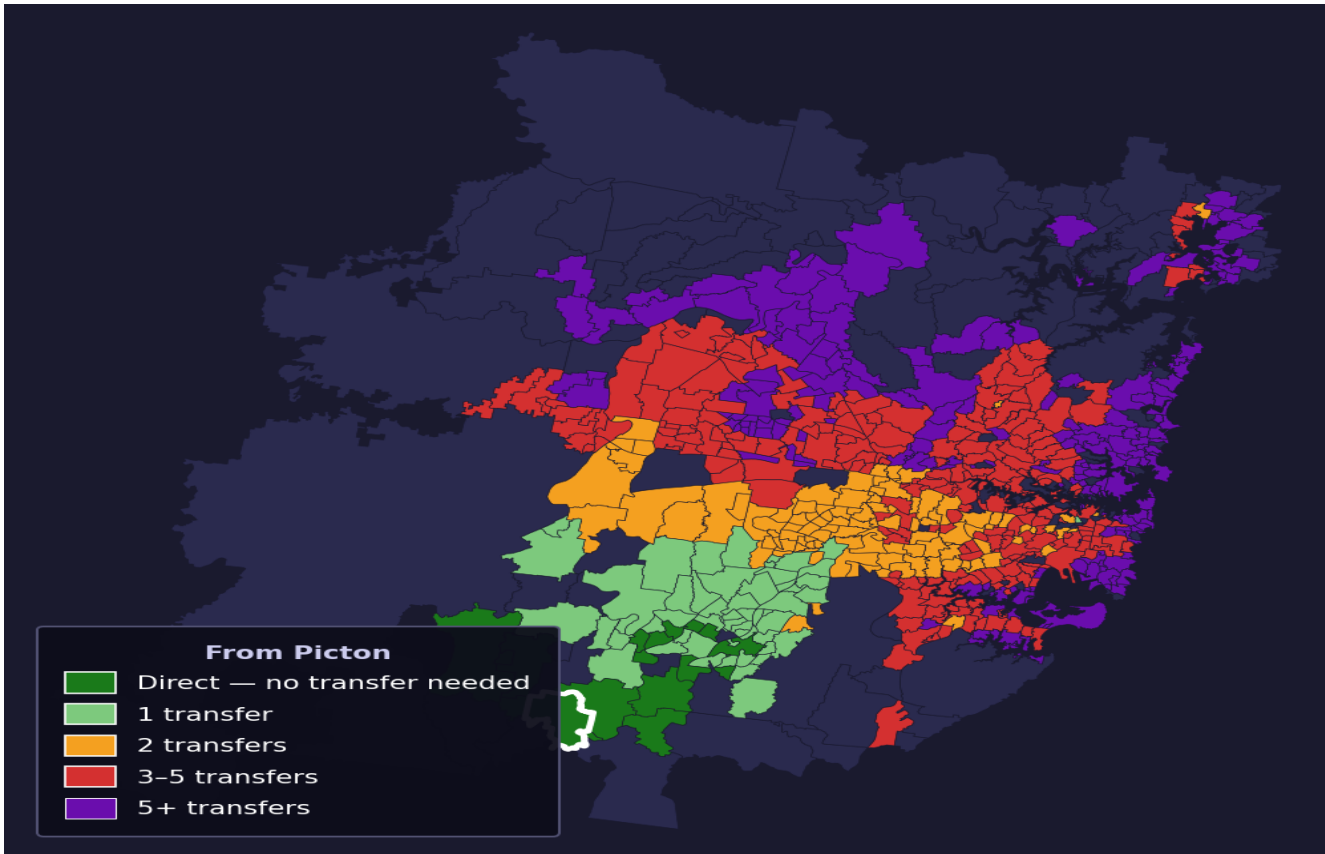 From Picton
Direct — no transfer needed
1 transfer
2 transfers
3–5 transfers
5+ transfers